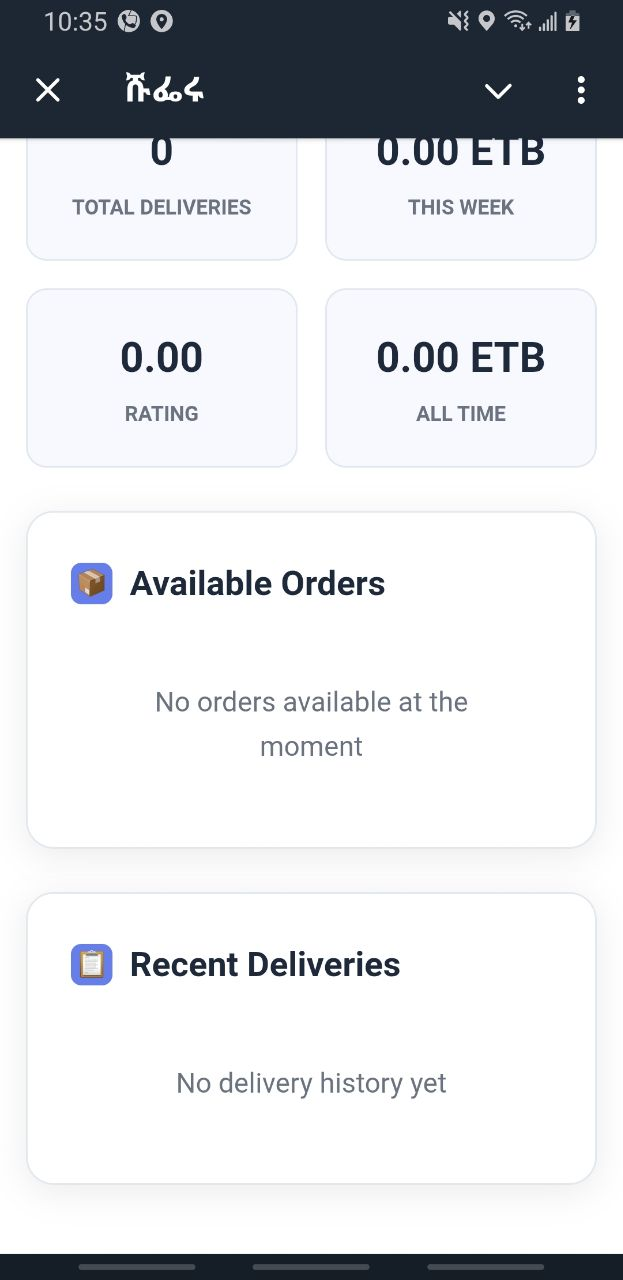 10:35
ሹፌሩ
0
0.00 ETB
TOTAL DELIVERIES
THIS WEEK
0.00
0.00 ETB
RATING
ALL TIME
Available Orders
No orders available at the
moment
Recent Deliveries
No delivery history yet